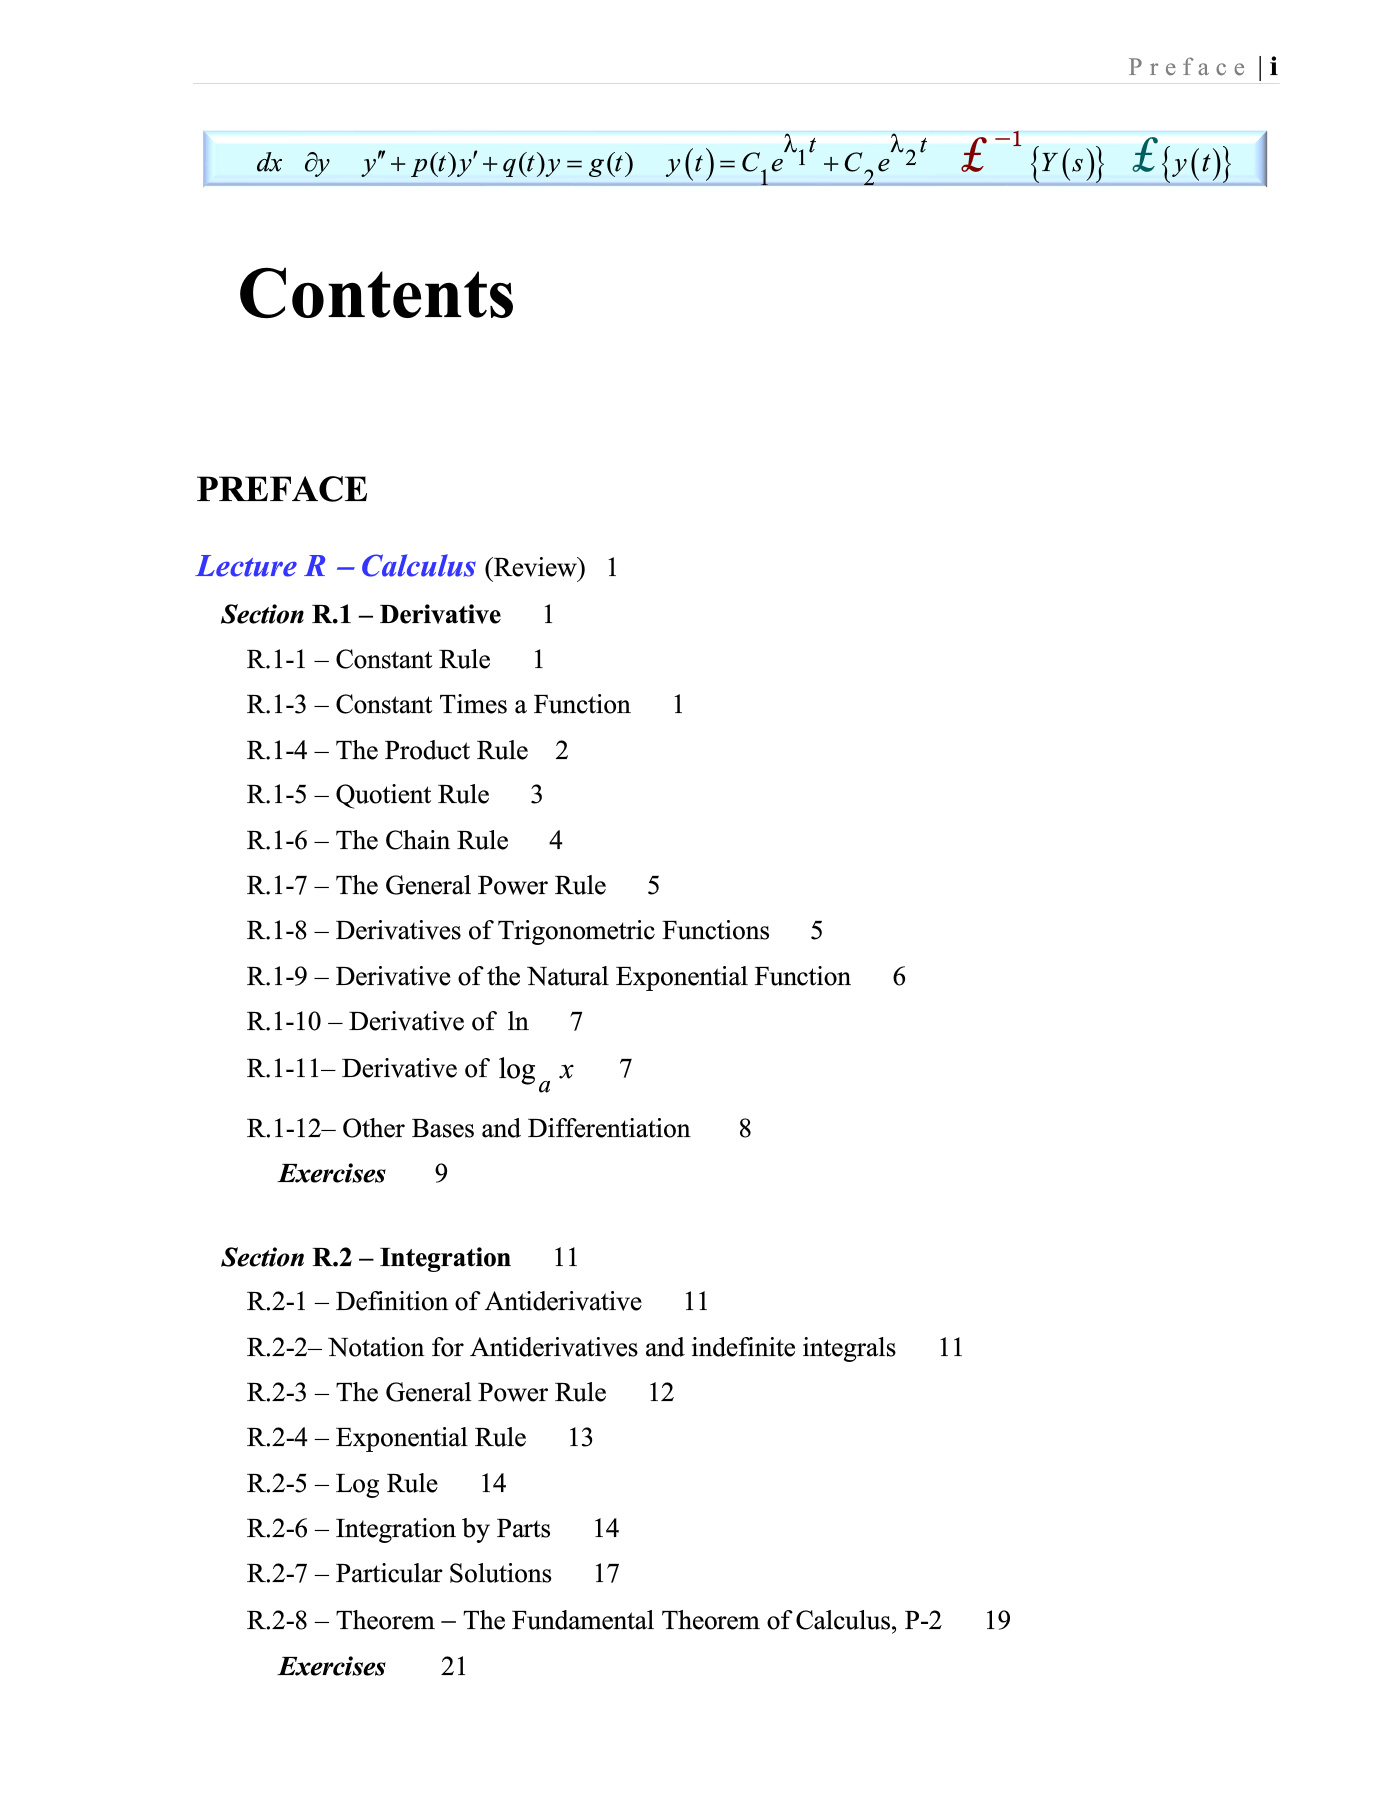 Preface | i
dx ∂y y″ + p(t)y′ + q(t)y = g(t) y(t) = C₁e^{λ₁t} + C₂e^{λ₂t} £⁻¹{Y(s)} £{y(t)}
Contents
PREFACE
Lecture R – Calculus (Review) 1
Section R.1 – Derivative 1
R.1-1 – Constant Rule 1
R.1-3 – Constant Times a Function 1
R.1-4 – The Product Rule 2
R.1-5 – Quotient Rule 3
R.1-6 – The Chain Rule 4
R.1-7 – The General Power Rule 5
R.1-8 – Derivatives of Trigonometric Functions 5
R.1-9 – Derivative of the Natural Exponential Function 6
R.1-10 – Derivative of ln 7
R.1-11– Derivative of logₐ x 7
R.1-12– Other Bases and Differentiation 8
Exercises 9
Section R.2 – Integration 11
R.2-1 – Definition of Antiderivative 11
R.2-2– Notation for Antiderivatives and indefinite integrals 11
R.2-3 – The General Power Rule 12
R.2-4 – Exponential Rule 13
R.2-5 – Log Rule 14
R.2-6 – Integration by Parts 14
R.2-7 – Particular Solutions 17
R.2-8 – Theorem – The Fundamental Theorem of Calculus, P-2 19
Exercises 21